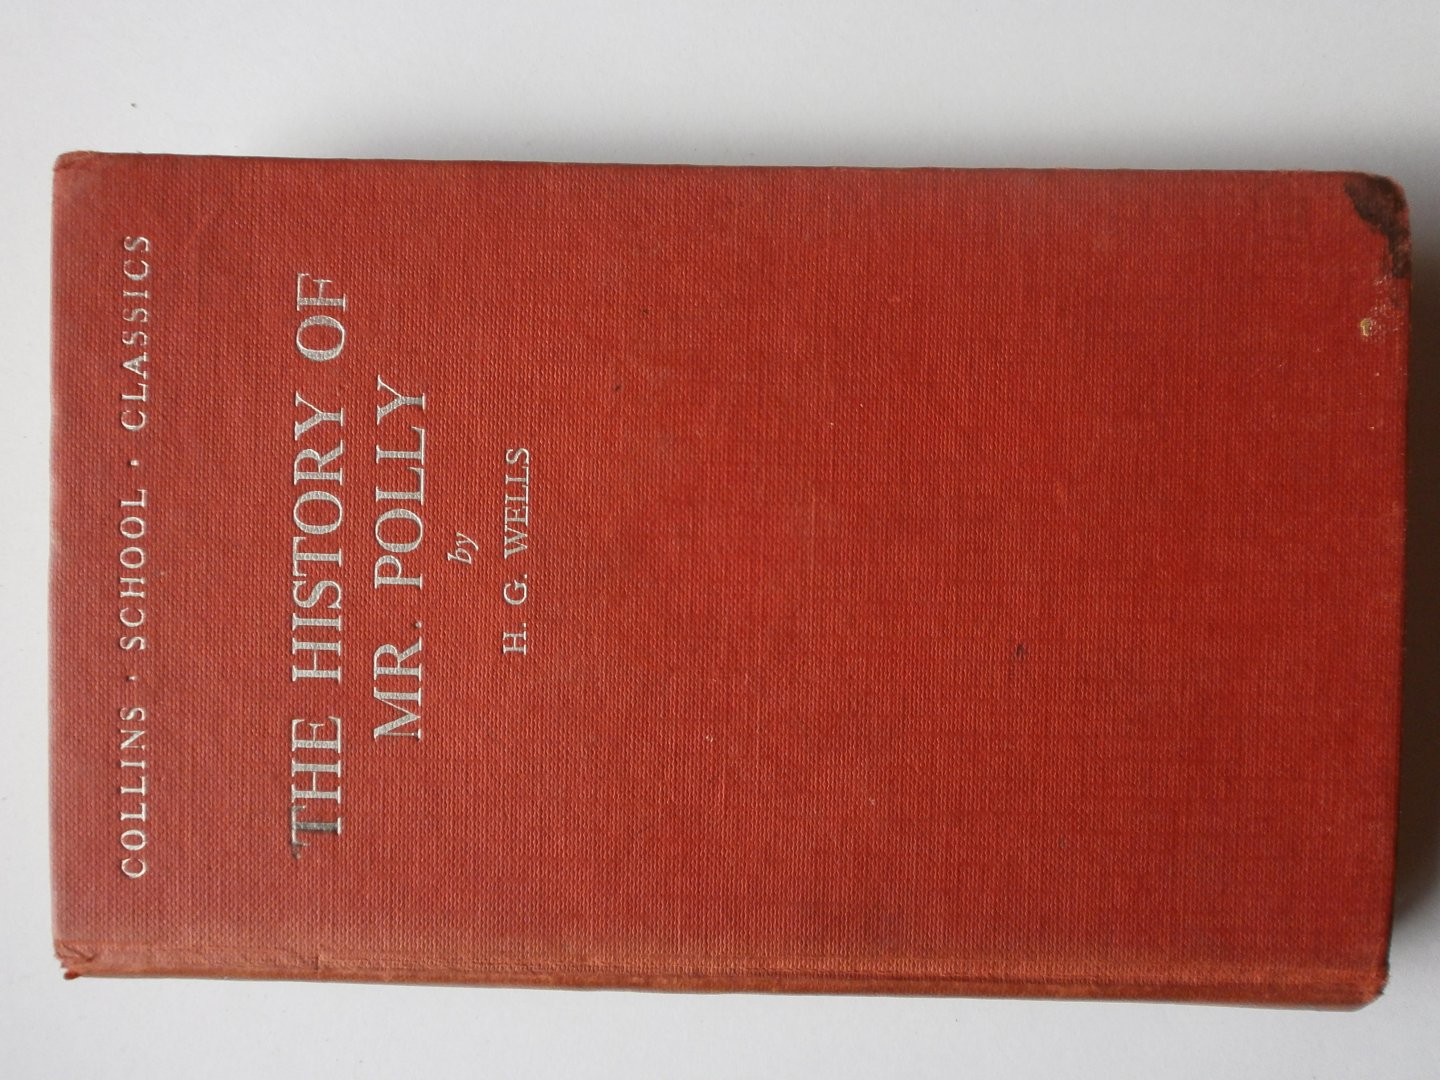 COLLINS · SCHOOL · CLASSICS
THE HISTORY OF
MR. POLLY
by
H. G. WELLS